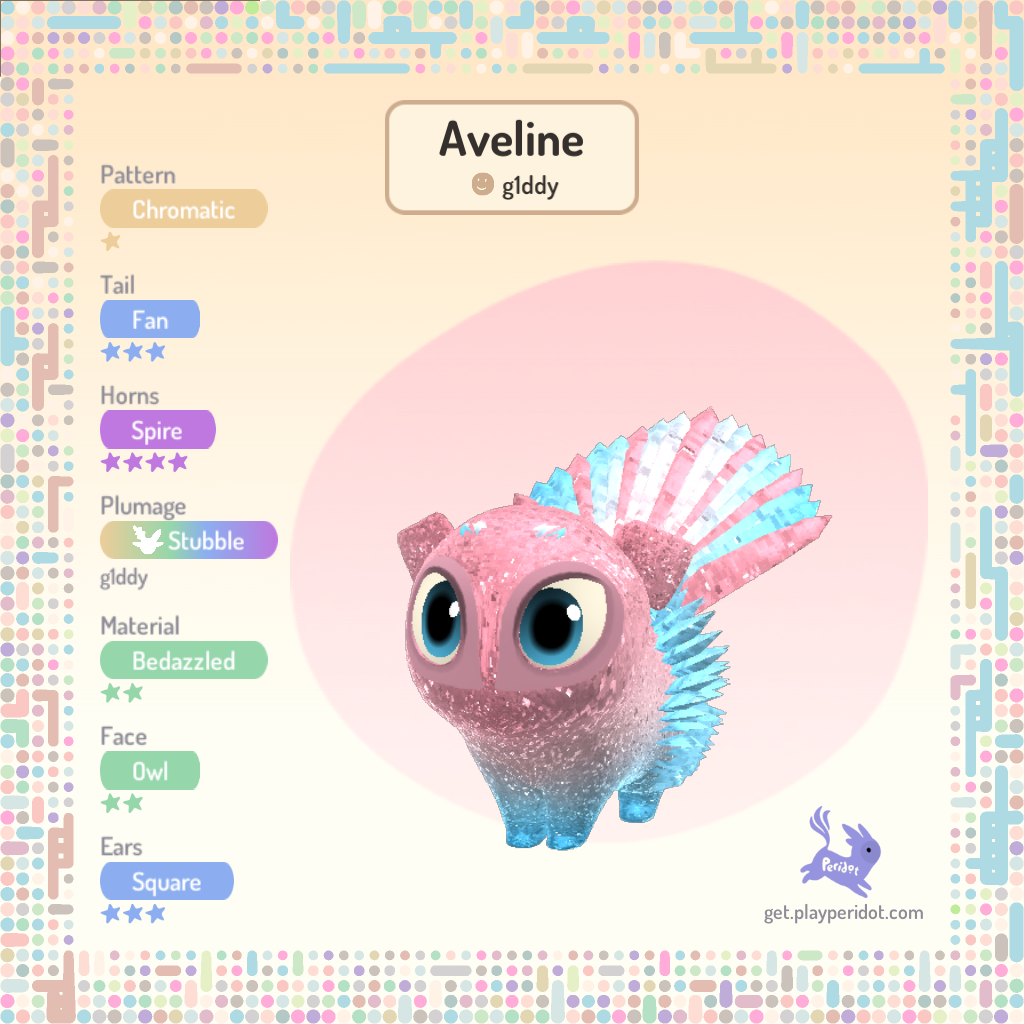 Aveline
g1ddy
Pattern
Chromatic
Tail
Fan
Horns
Spire
Plumage
Stubble
g1ddy
Material
Bedazzled
Face
Owl
Ears
Square
Peridot
get.playperidot.com